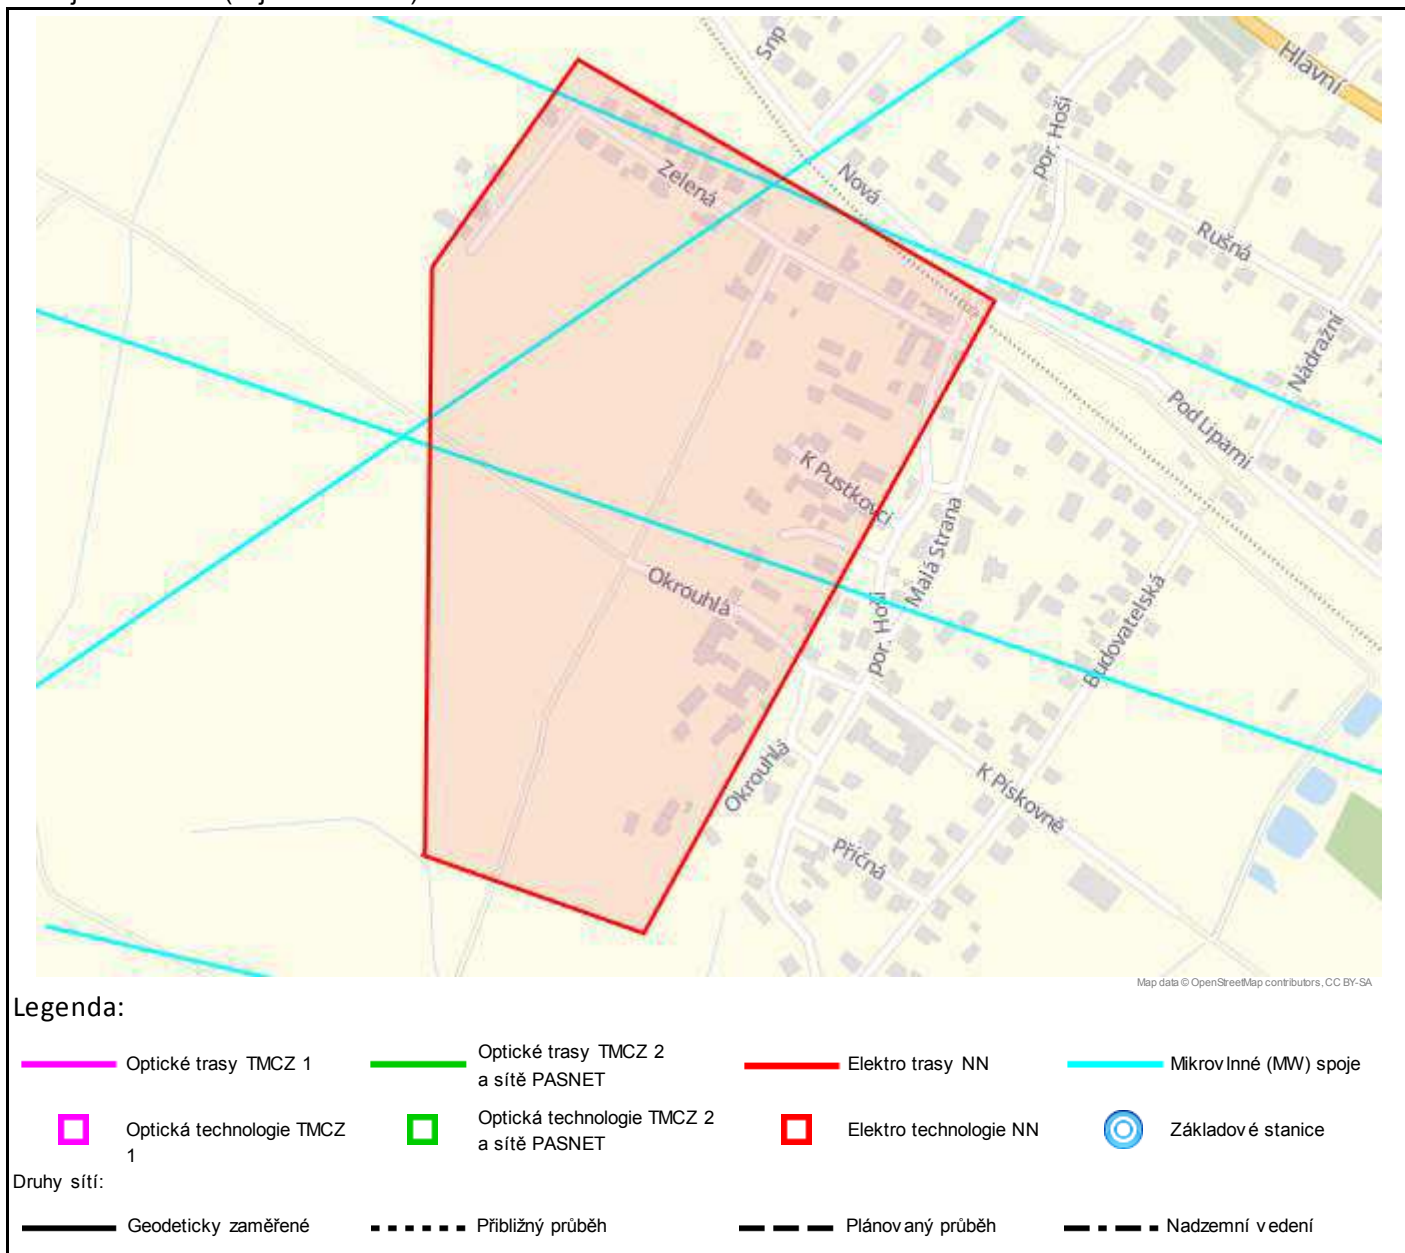 Snp
Hlavní
por. Hoši
Nová
Zelená
Rušná
Nádražní
Pod Lipami
K Pustkovci
Malá Strana
Okrouhlá
por. Hoši
Budovatelská
Okrouhlá
K Pískovně
Příčná
Map data © OpenStreetMap contributors, CC BY-SA
Legenda:
Optické trasy TMCZ 1
Optické trasy TMCZ 2
a sítě PASNET
Elektro trasy NN
Mikrovlnné (MW) spoje
Optická technologie TMCZ
1
Optická technologie TMCZ 2
a sítě PASNET
Elektro technologie NN
Základové stanice
Druhy sítí:
Geodeticky zaměřené
Přibližný průběh
Plánovaný průběh
Nadzemní vedení